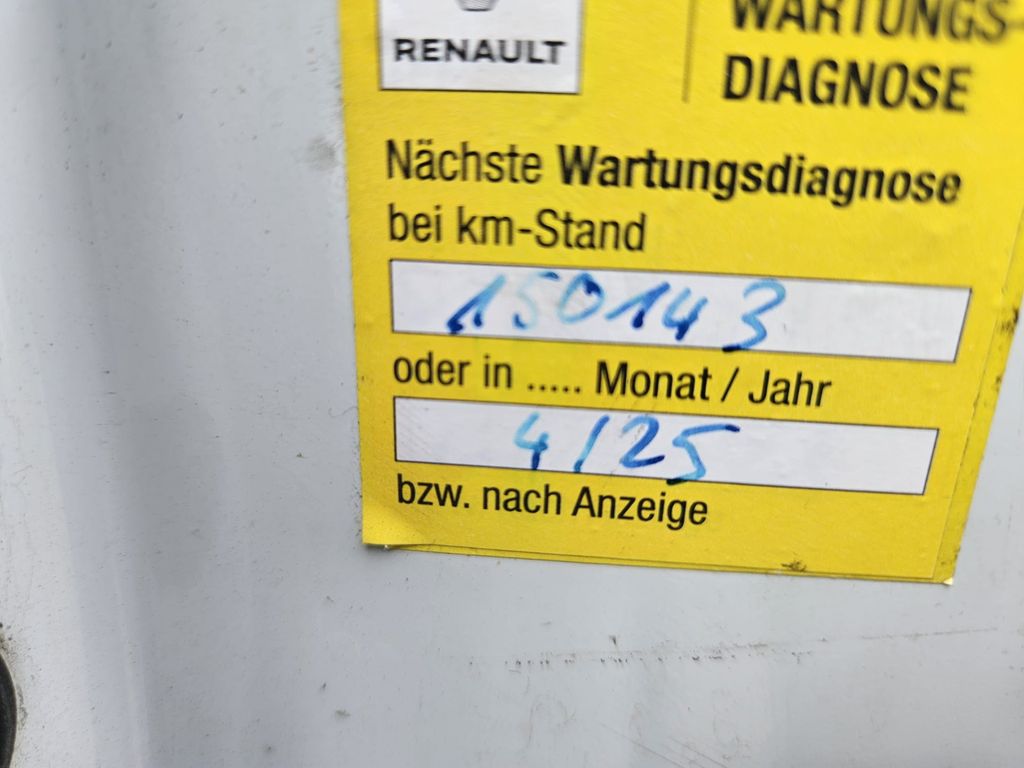 RENAULT
WARTUNGS-
DIAGNOSE
Nächste Wartungsdiagnose
bei km-Stand
150143
oder in ..... Monat / Jahr
4/25
bzw. nach Anzeige